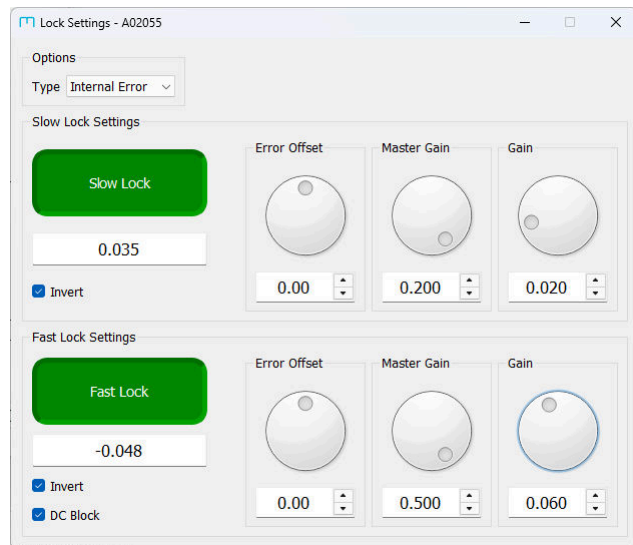 Lock Settings - A02055
Options
Type Internal Error
Slow Lock Settings
Slow Lock
0.035
Invert
Error Offset
0.00
Master Gain
0.200
Gain
0.020
Fast Lock Settings
Fast Lock
-0.048
Invert
DC Block
Error Offset
0.00
Master Gain
0.500
Gain
0.060